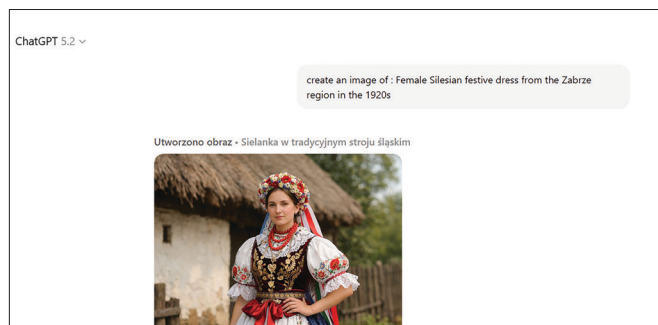 ChatGPT 5.2
create an image of : Female Silesian festive dress from the Zabrze
region in the 1920s
Utworzono obraz • Sielanka w tradycyjnym stroju śląskim